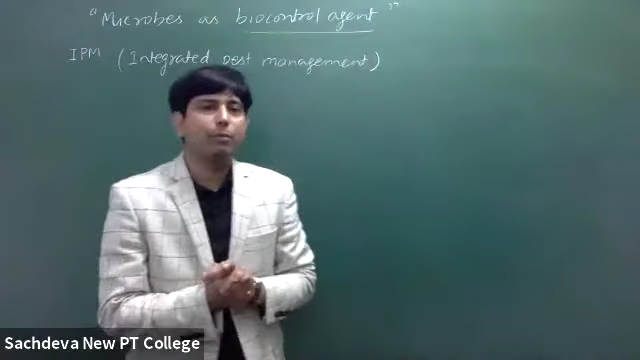 "Microbes as biocontrol agent"
IPM (Integrated pest management)
Sachdeva New PT College